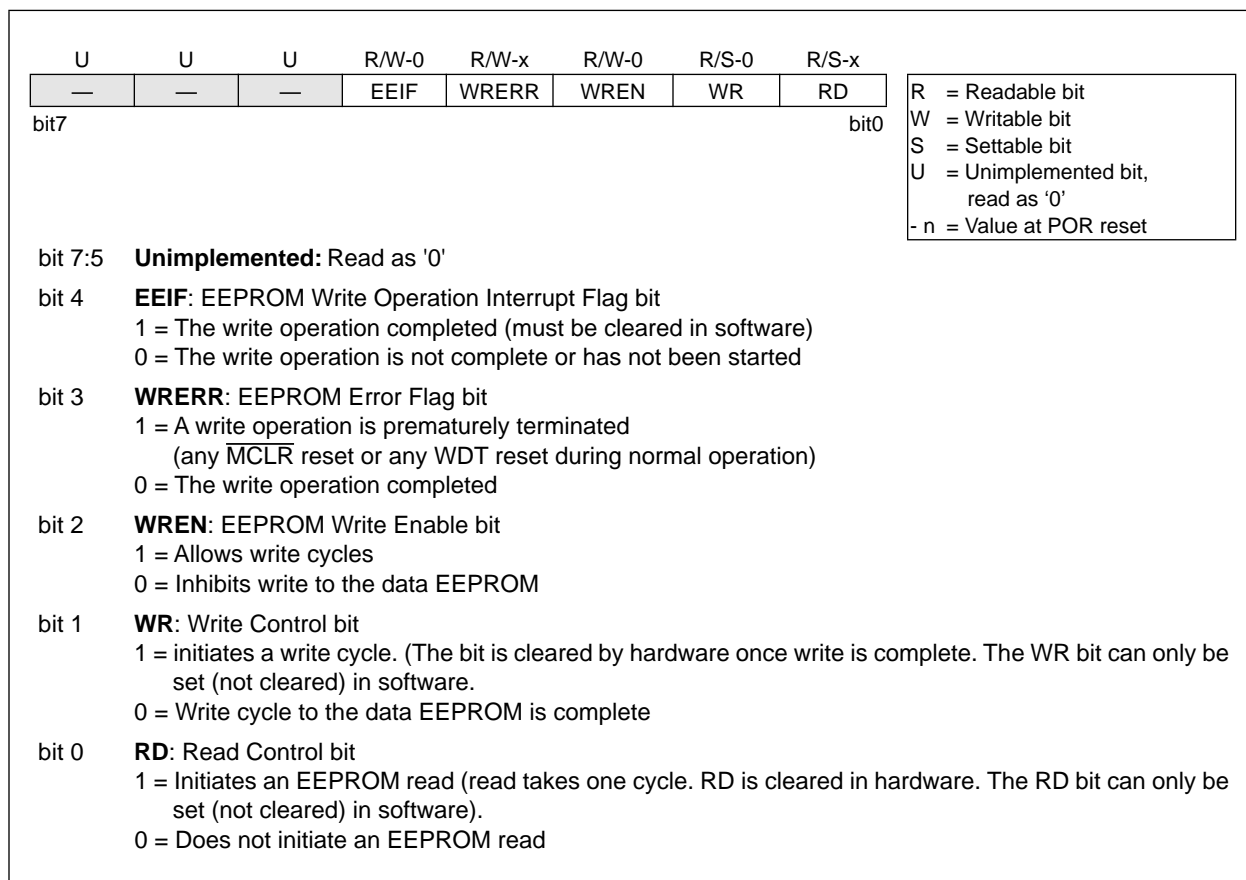 U U U R/W-0 R/W-x R/W-0 R/S-0 R/S-x
— — — EEIF WRERR WREN WR RD
bit7 bit0
R = Readable bit
W = Writable bit
S = Settable bit
U = Unimplemented bit,
read as ‘0’
- n = Value at POR reset
bit 7:5 Unimplemented: Read as '0'
bit 4 EEIF: EEPROM Write Operation Interrupt Flag bit
1 = The write operation completed (must be cleared in software)
0 = The write operation is not complete or has not been started
bit 3 WRERR: EEPROM Error Flag bit
1 = A write operation is prematurely terminated
(any M̅C̅L̅R̅ reset or any WDT reset during normal operation)
0 = The write operation completed
bit 2 WREN: EEPROM Write Enable bit
1 = Allows write cycles
0 = Inhibits write to the data EEPROM
bit 1 WR: Write Control bit
1 = initiates a write cycle. (The bit is cleared by hardware once write is complete. The WR bit can only be
set (not cleared) in software.
0 = Write cycle to the data EEPROM is complete
bit 0 RD: Read Control bit
1 = Initiates an EEPROM read (read takes one cycle. RD is cleared in hardware. The RD bit can only be
set (not cleared) in software).
0 = Does not initiate an EEPROM read